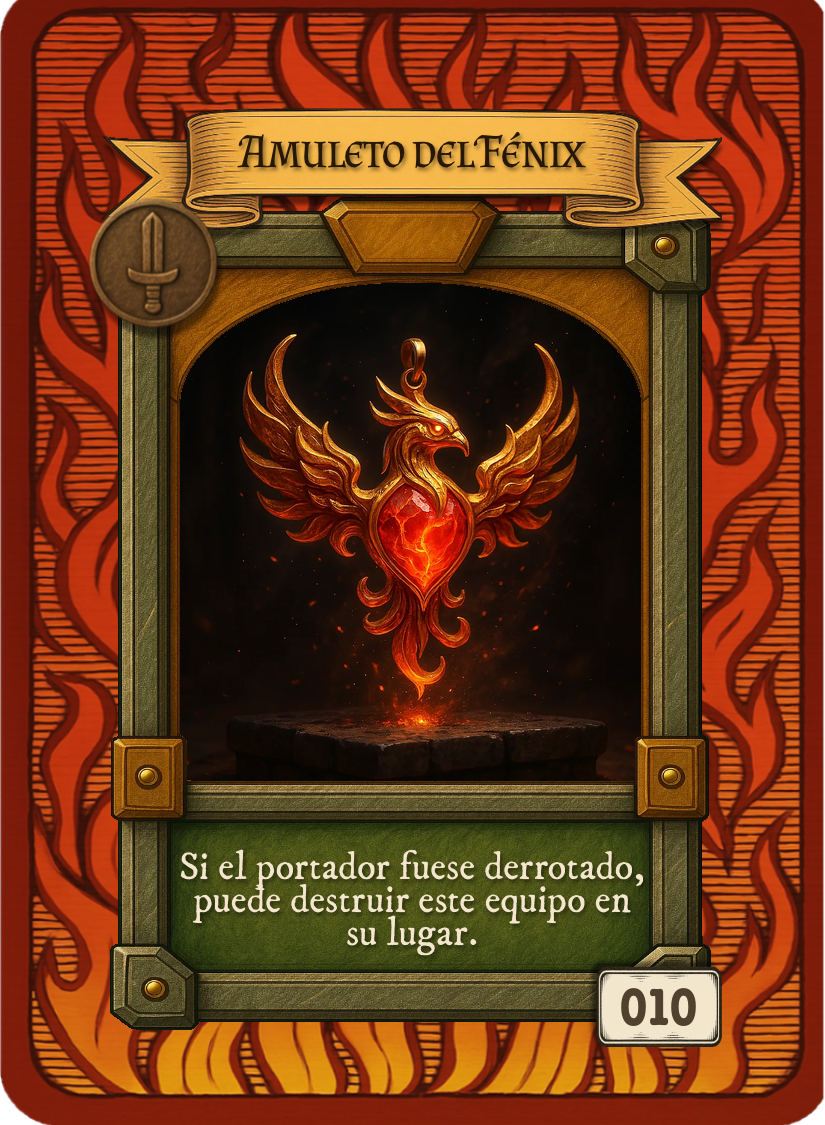 Amuleto del Fénix
Si el portador fuese derrotado,
puede destruir este equipo en
su lugar.
010